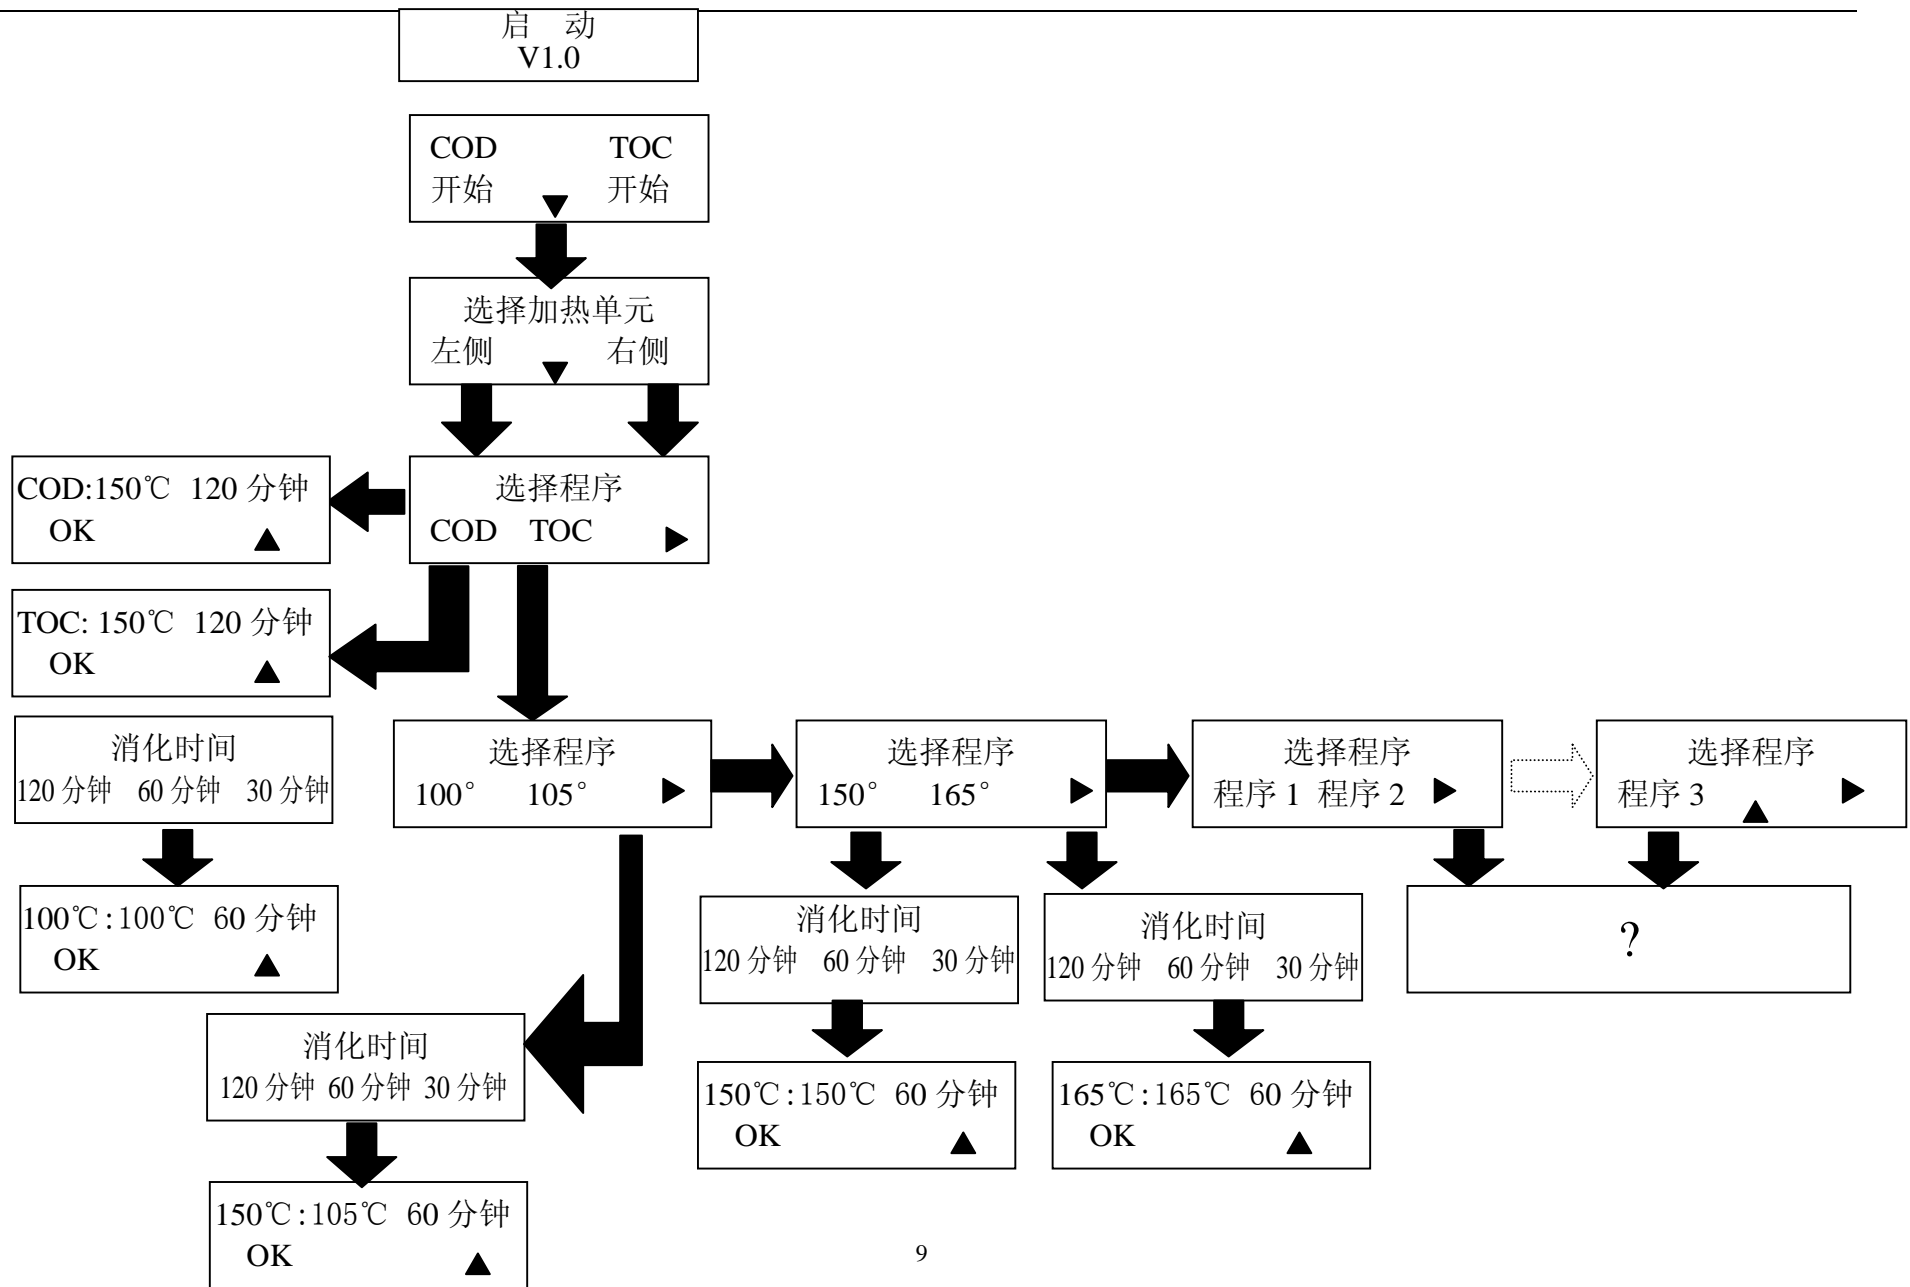 启 动
V1.0
COD TOC
开始 ▼ 开始
选择加热单元
左侧 ▼ 右侧
COD:150℃ 120 分钟
OK ▲
选择程序
COD TOC ▶
TOC: 150℃ 120 分钟
OK ▲
消化时间
120 分钟 60 分钟 30 分钟
选择程序
100° 105° ▶
选择程序
150° 165° ▶
选择程序
程序 1 程序 2 ▶
选择程序
程序 3 ▲ ▶
100℃:100℃ 60 分钟
OK ▲
消化时间
120 分钟 60 分钟 30 分钟
消化时间
120 分钟 60 分钟 30 分钟
?
消化时间
120 分钟 60 分钟 30 分钟
150℃:150℃ 60 分钟
OK ▲
165℃:165℃ 60 分钟
OK ▲
150℃:105℃ 60 分钟
OK ▲
9